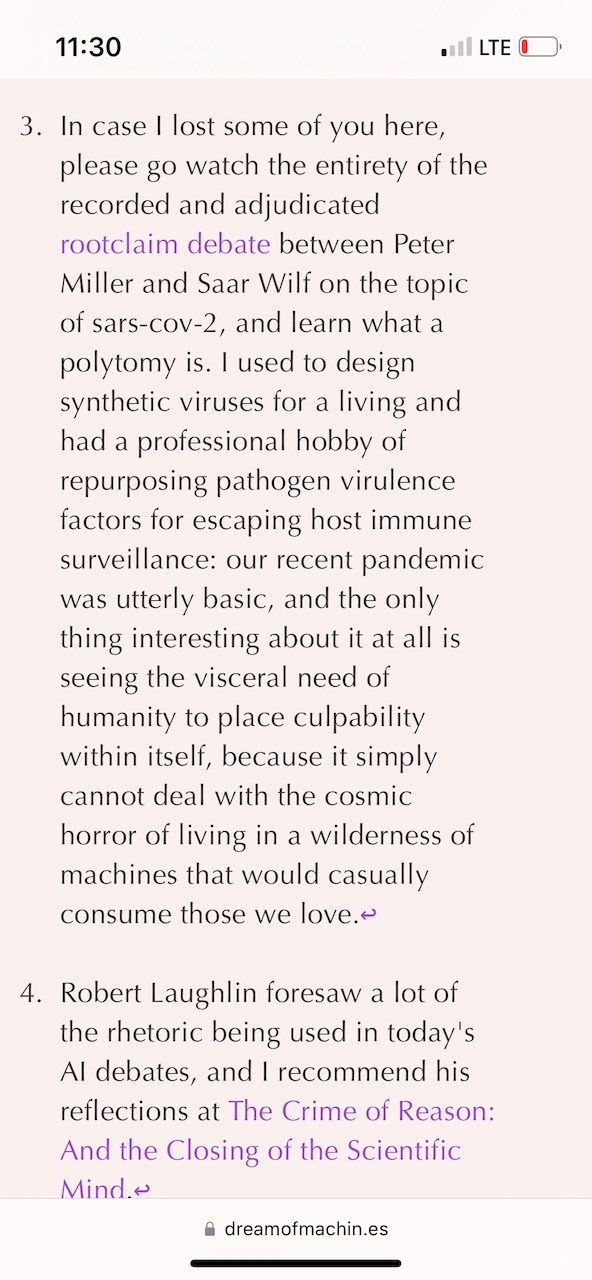 11:30
LTE
3. In case I lost some of you here,
please go watch the entirety of the
recorded and adjudicated
rootclaim debate between Peter
Miller and Saar Wilf on the topic
of sars-cov-2, and learn what a
polytomy is. I used to design
synthetic viruses for a living and
had a professional hobby of
repurposing pathogen virulence
factors for escaping host immune
surveillance: our recent pandemic
was utterly basic, and the only
thing interesting about it at all is
seeing the visceral need of
humanity to place culpability
within itself, because it simply
cannot deal with the cosmic
horror of living in a wilderness of
machines that would casually
consume those we love.↩
4. Robert Laughlin foresaw a lot of
the rhetoric being used in today's
AI debates, and I recommend his
reflections at The Crime of Reason:
And the Closing of the Scientific
Mind.↩
dreamofmachin.es